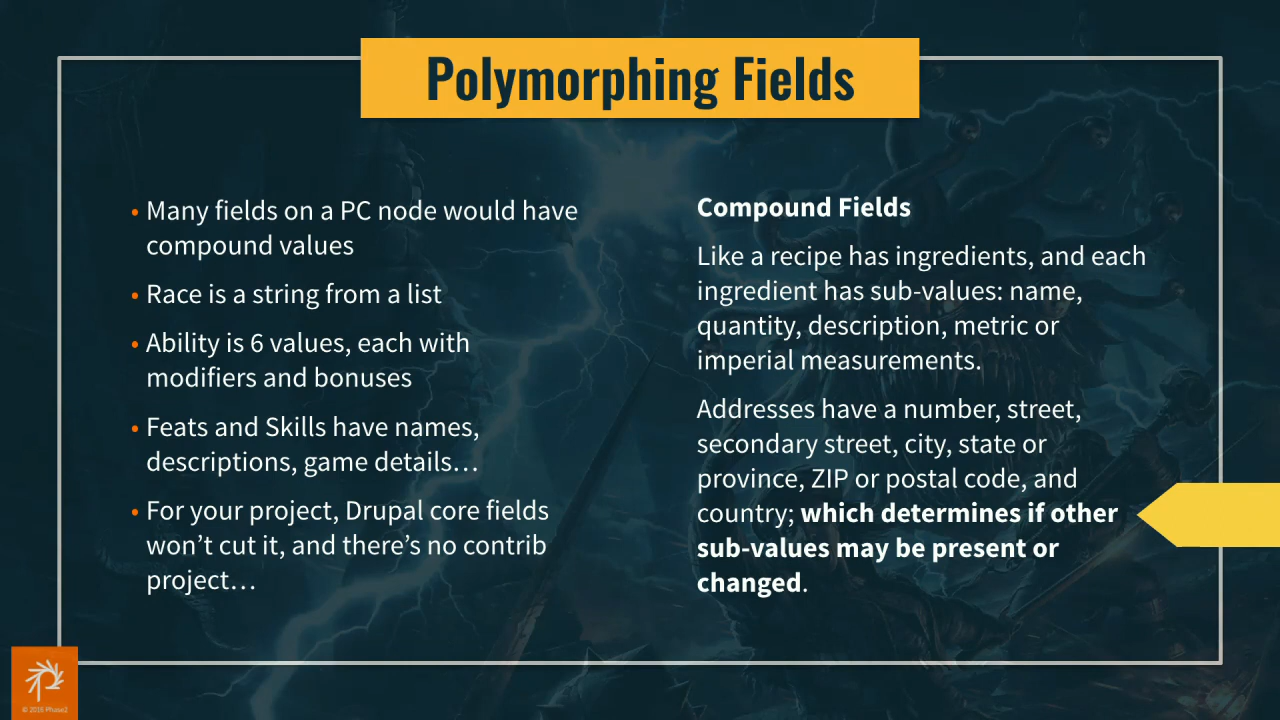 Polymorphing Fields
• Many fields on a PC node would have
compound values
• Race is a string from a list
• Ability is 6 values, each with
modifiers and bonuses
• Feats and Skills have names,
descriptions, game details…
• For your project, Drupal core fields
won’t cut it, and there’s no contrib
project…
Compound Fields
Like a recipe has ingredients, and each
ingredient has sub-values: name,
quantity, description, metric or
imperial measurements.
Addresses have a number, street,
secondary street, city, state or
province, ZIP or postal code, and
country; which determines if other
sub-values may be present or
changed.
© 2016 Phase2